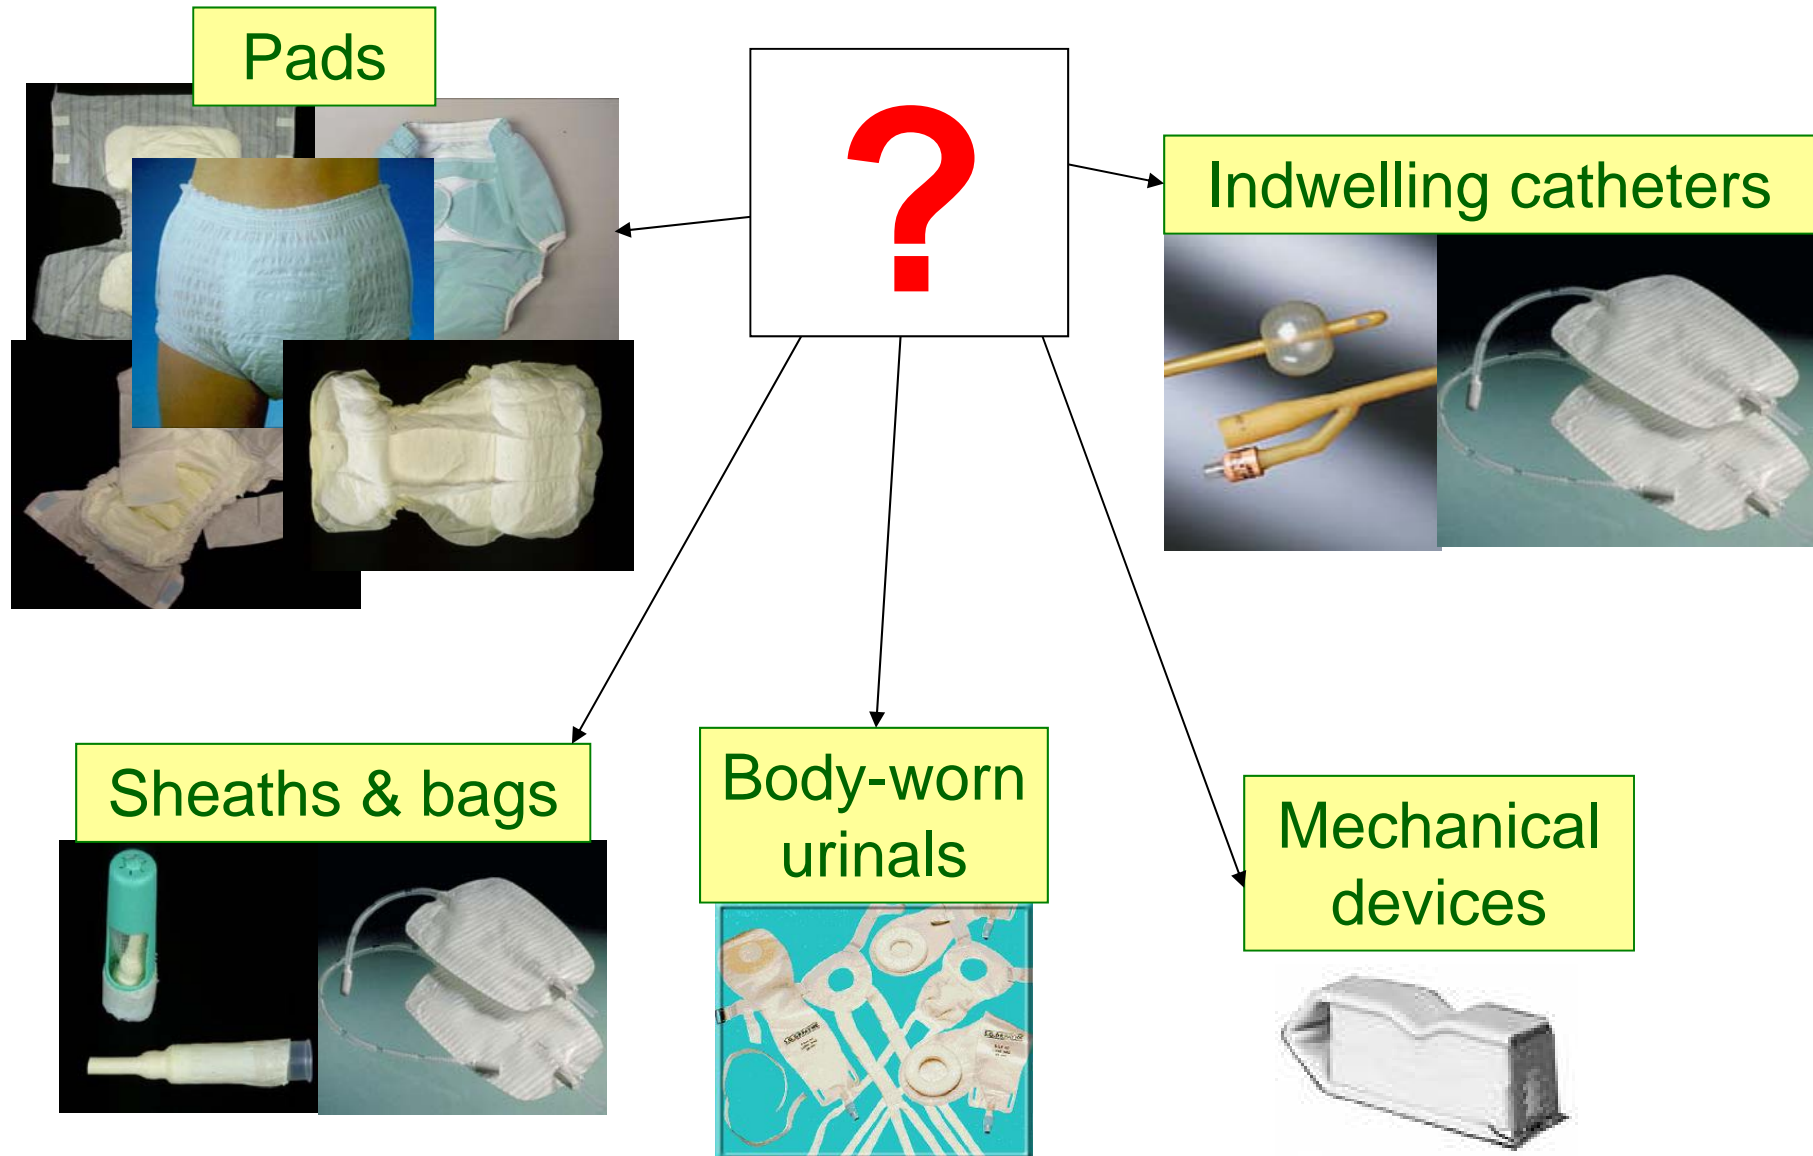 Pads
?
Indwelling catheters
Sheaths & bags
Body-worn
urinals
Mechanical
devices